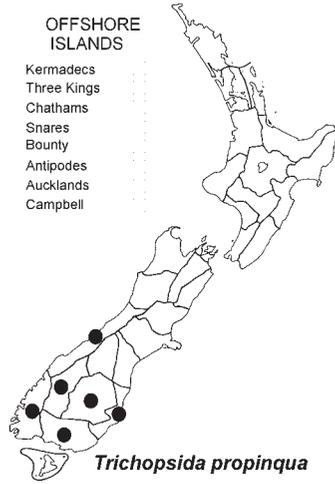 OFFSHORE
ISLANDS
Kermadecs
Three Kings
Chathams
Snares
Bounty
Antipodes
Aucklands
Campbell
Trichopsida propinqua